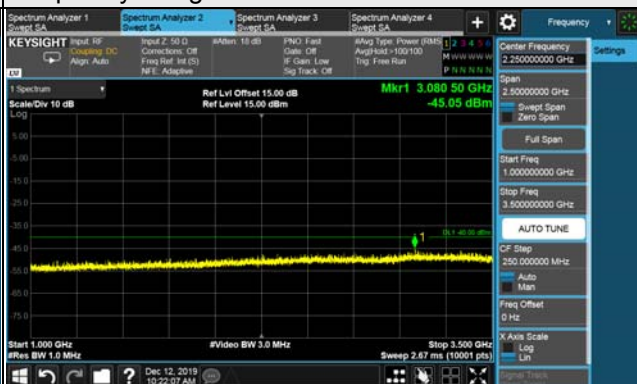 Spectrum Analyzer 1
Swept SA
Spectrum Analyzer 2
Swept SA
Spectrum Analyzer 3
Swept SA
Spectrum Analyzer 4
Swept SA
Frequency
KEYSIGHT
Input: RF
Coupling: DC
Align: Auto
Input Z: 50 Ω
Corrections: Off
Freq Ref: Int (S)
NFE: Adaptive
#Atten: 18 dB
PNO: Fast
Gate: Off
IF Gain: Low
Sig Track: Off
#Avg Type: Power (RMS)
Avg|Hold:>100/100
Trig: Free Run
1 2 3 4 5 6
M W W W W W
P N N N N N
LXI
1 Spectrum
Scale/Div 10 dB
Log
Ref Lvl Offset 15.00 dB
Ref Level 15.00 dBm
Mkr1 3.080 50 GHz
-45.05 dBm
5.00
-5.00
-15.0
-25.0
-35.0
-45.0
-55.0
-65.0
-75.0
DL1 -40.00 dBm
1
Start 1.000 GHz
#Res BW 1.0 MHz
#Video BW 3.0 MHz
Stop 3.500 GHz
Sweep 2.67 ms (10001 pts)
Dec 12, 2019
10:22:07 AM
Center Frequency
2.250000000 GHz
Settings
Span
2.50000000 GHz
Swept Span
Zero Span
Full Span
Start Freq
1.000000000 GHz
Stop Freq
3.500000000 GHz
AUTO TUNE
CF Step
250.000000 MHz
Auto
Man
Freq Offset
0 Hz
X Axis Scale
Log
Lin
Signal Track